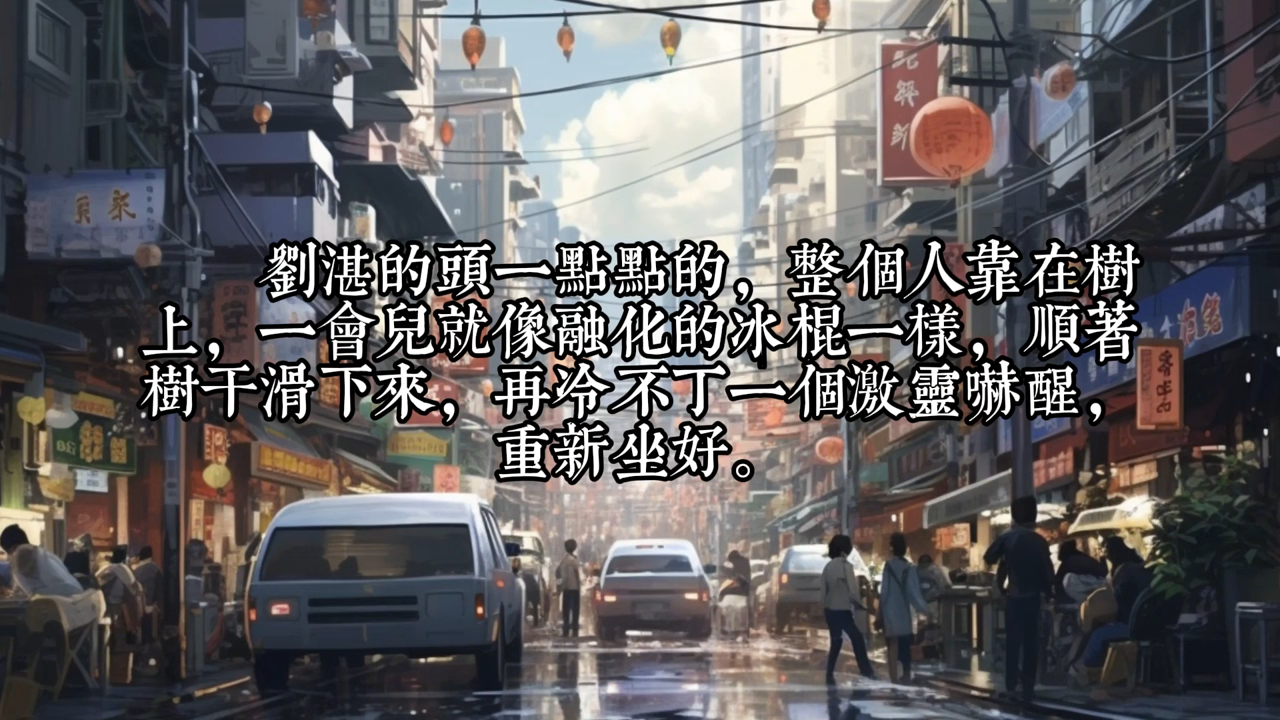 劉湛的頭一點點的，整個人靠在樹
上，一會兒就像融化的冰棍一樣，順著
樹干滑下來，再冷不丁一個激靈嚇醒，
重新坐好。